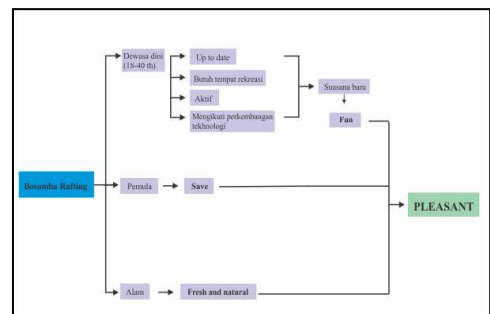 Dewasa dini
(18-40 th)
Up to date
Butuh tempat rekreasi
Aktif
Mengikuti perkembangan
tekhnologi
Suasana baru
Fun
Bosamba Rafting
Pemula
Save
PLEASANT
Alam
Fresh and natural